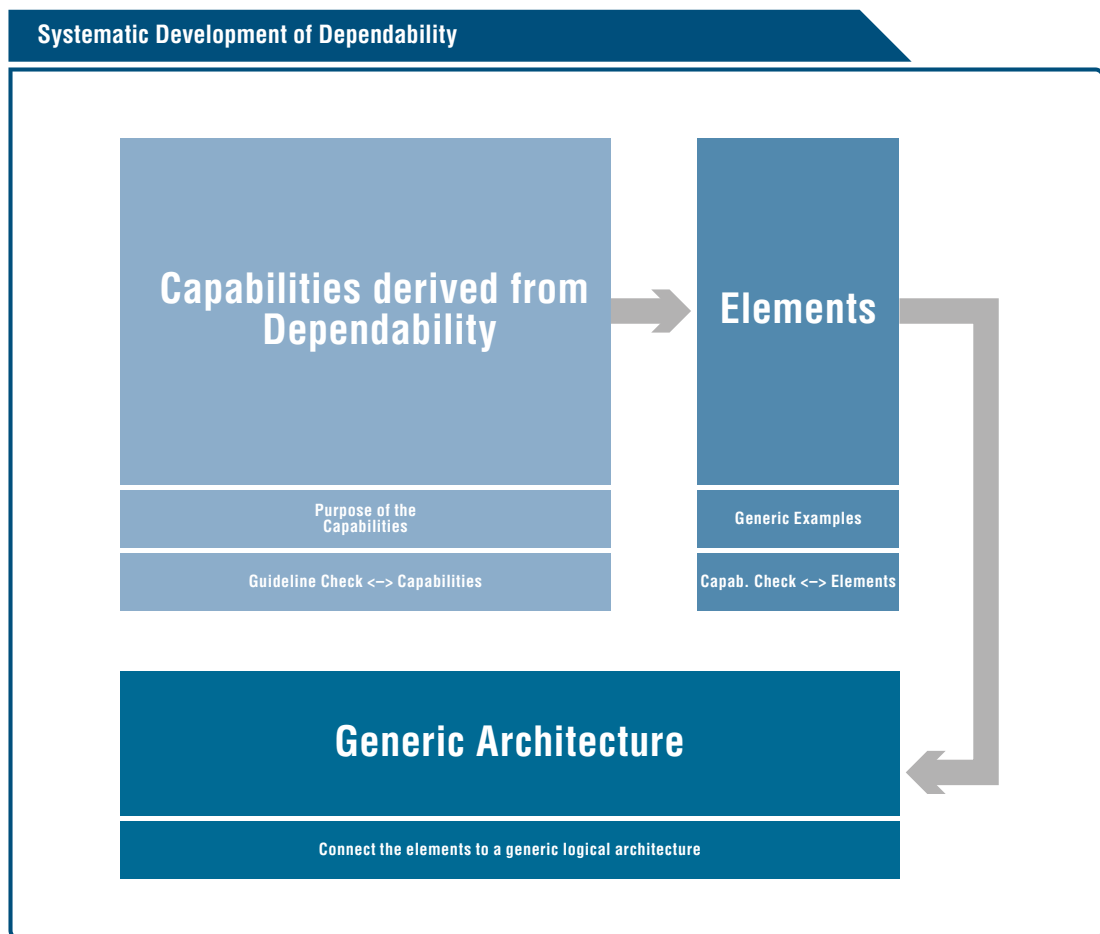 Systematic Development of Dependability
Capabilities derived from
Dependability
Elements
Purpose of the
Capabilities
Generic Examples
Guideline Check <–> Capabilities
Capab. Check <–> Elements
Generic Architecture
Connect the elements to a generic logical architecture